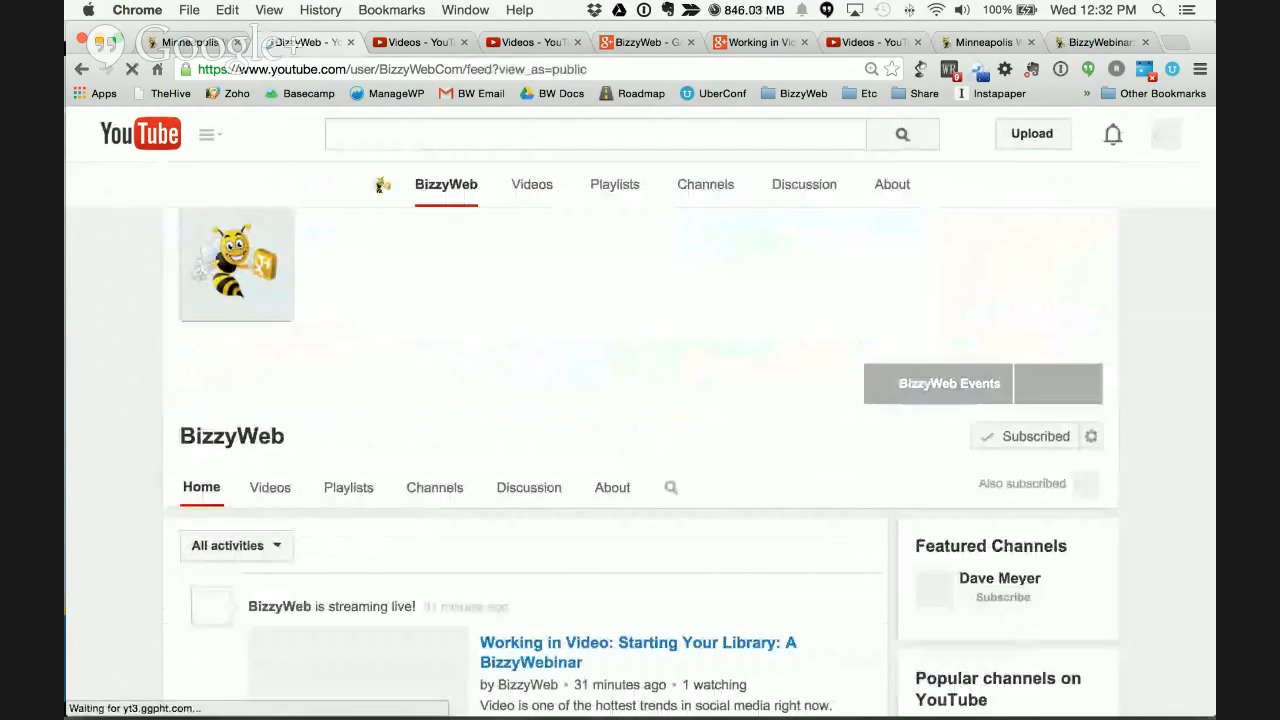 Chrome File Edit View History Bookmarks Window Help 846.03 MB 100% Wed 12:32 PM
Google+
Minneapolis BizzyWeb - Yo Videos - YouT Videos - YouT BizzyWeb - G Working in Vid Videos - YouT Minneapolis W BizzyWebinar
https://www.youtube.com/user/BizzyWebCom/feed?view_as=public
Apps TheHive Zoho Basecamp ManageWP BW Email BW Docs Roadmap UberConf BizzyWeb Etc Share Instapaper » Other Bookmarks
YouTube Upload
BizzyWeb Videos Playlists Channels Discussion About
BizzyWeb Events
BizzyWeb Subscribed
Home Videos Playlists Channels Discussion About Also subscribed
All activities
Featured Channels
Dave Meyer
Subscribe
BizzyWeb is streaming live! 31 minutes ago
Working in Video: Starting Your Library: A
BizzyWebinar
by BizzyWeb • 31 minutes ago • 1 watching
Video is one of the hottest trends in social media right now.
Popular channels on
YouTube
Waiting for yt3.ggpht.com...